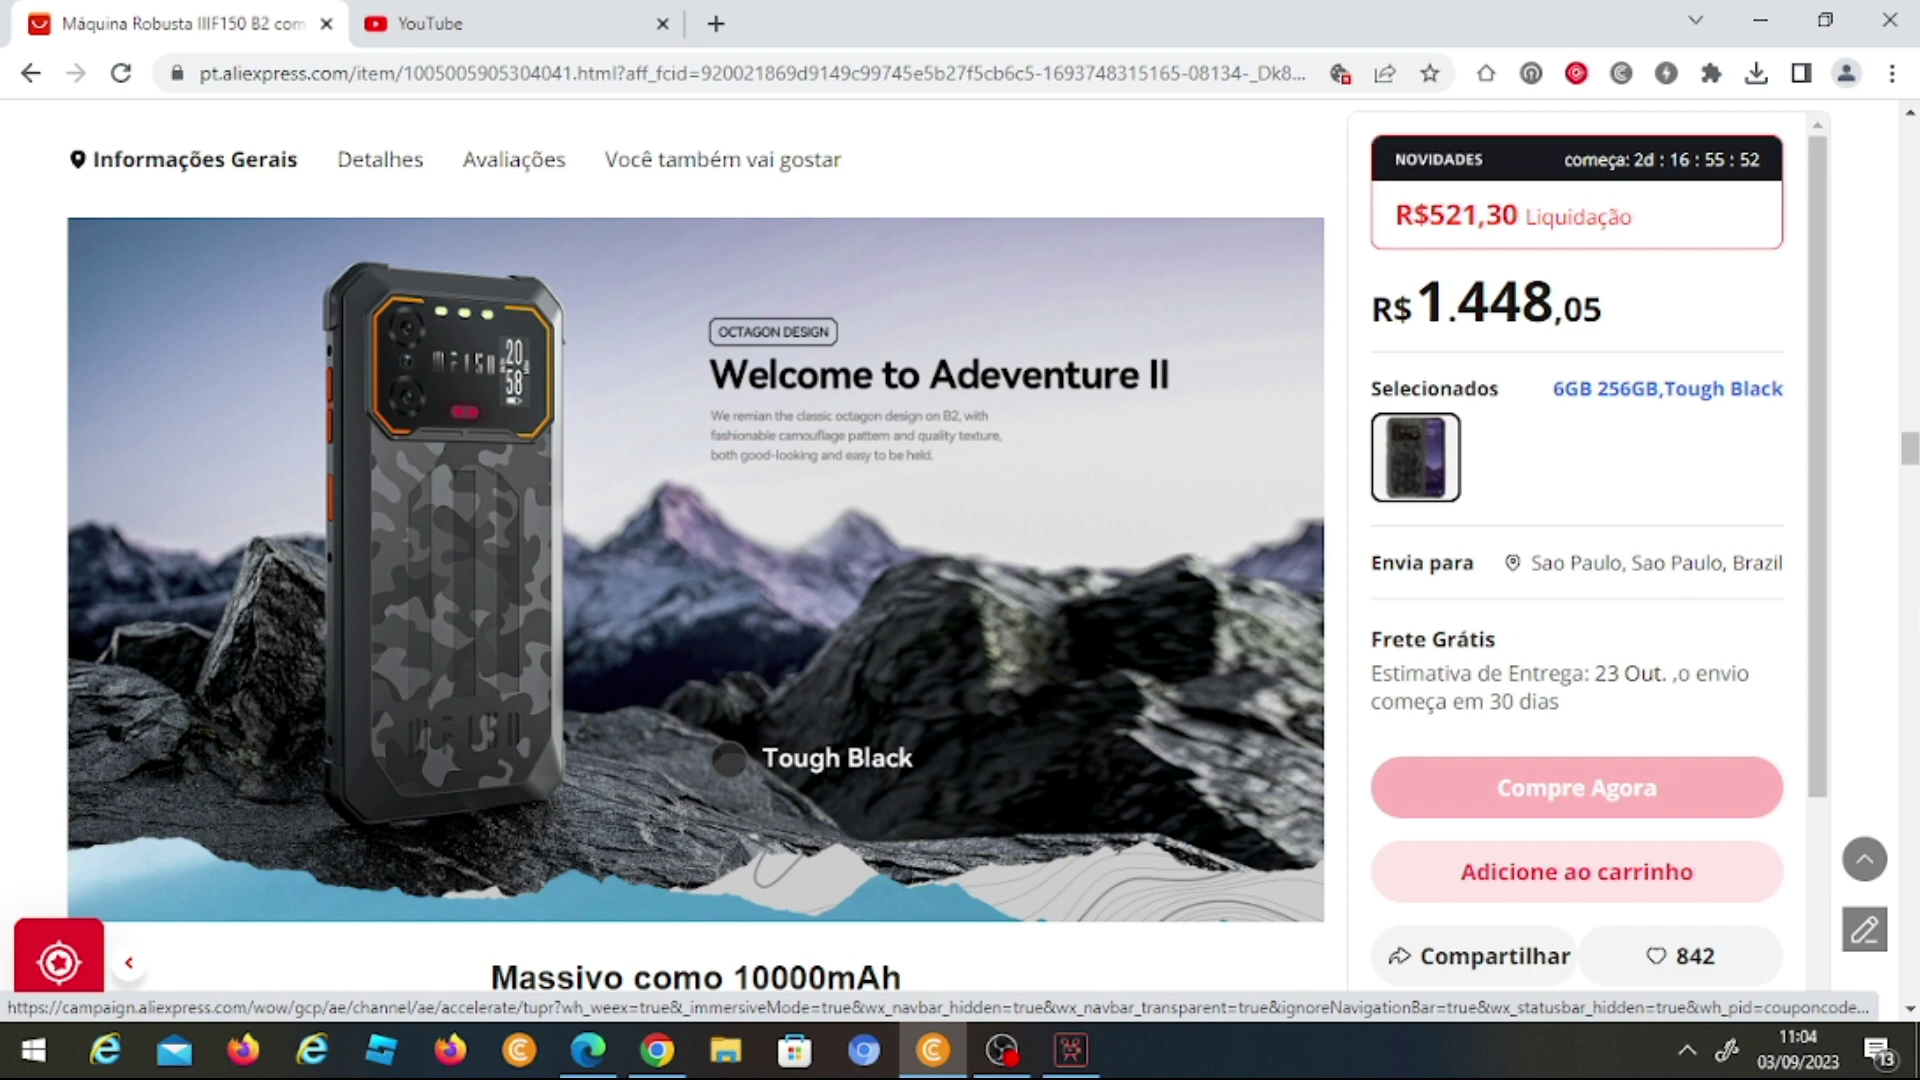 Máquina Robusta IIIF150 B2 com
YouTube
pt.aliexpress.com/item/1005005905304041.html?aff_fcid=920021869d9149c99745e5b27f5cb6c5-1693748315165-08134-_Dk8...
Informações Gerais
Detalhes
Avaliações
Você também vai gostar
OCTAGON DESIGN
Welcome to Adeventure II
We remian the classic octagon design on B2, with
fashionable camouflage pattern and quality texture,
both good-looking and easy to be held.
20
58
Tough Black
Massivo como 10000mAh
NOVIDADES
começa: 2d : 16 : 55 : 52
R$521,30 Liquidação
R$ 1.448,05
Selecionados
6GB 256GB,Tough Black
Envia para
Sao Paulo, Sao Paulo, Brazil
Frete Grátis
Estimativa de Entrega: 23 Out. ,o envio
começa em 30 dias
Compre Agora
Adicione ao carrinho
Compartilhar
842
https://campaign.aliexpress.com/wow/gcp/ae/channel/ae/accelerate/tupr?wh_weex=true&_immersiveMode=true&wx_navbar_hidden=true&wx_navbar_transparent=true&ignoreNavigationBar=true&wx_statusbar_hidden=true&wh_pid=couponcode...
11:04
03/09/2023
13